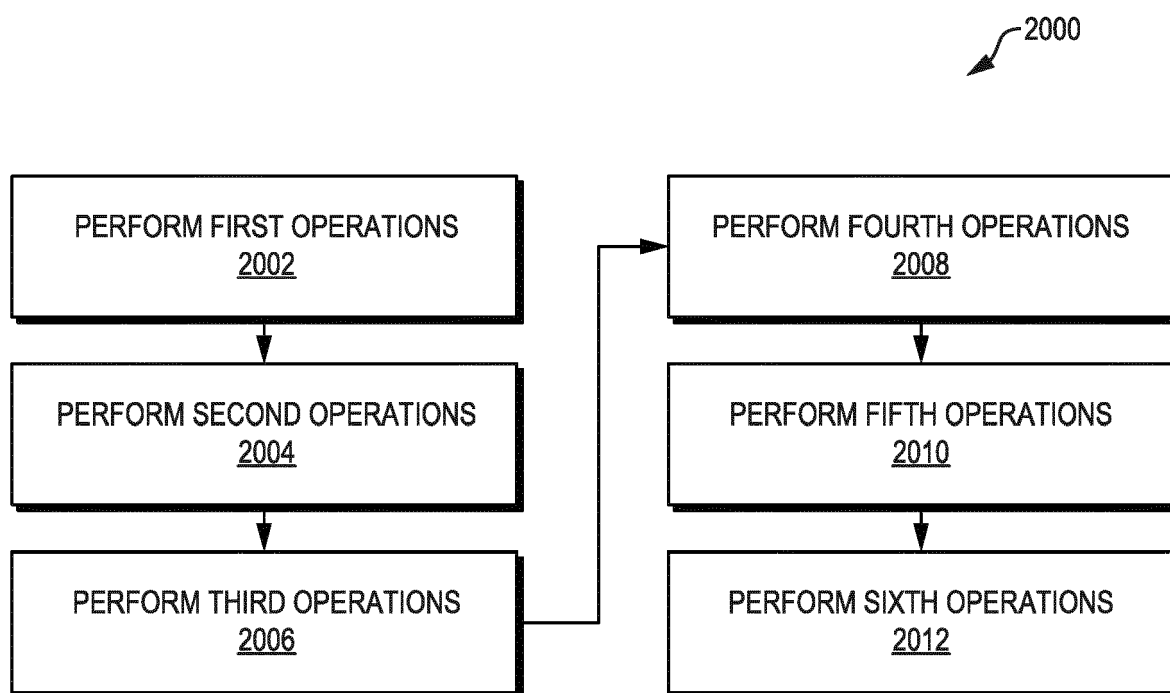 2000
PERFORM FIRST OPERATIONS
2002
PERFORM SECOND OPERATIONS
2004
PERFORM THIRD OPERATIONS
2006
PERFORM FOURTH OPERATIONS
2008
PERFORM FIFTH OPERATIONS
2010
PERFORM SIXTH OPERATIONS
2012